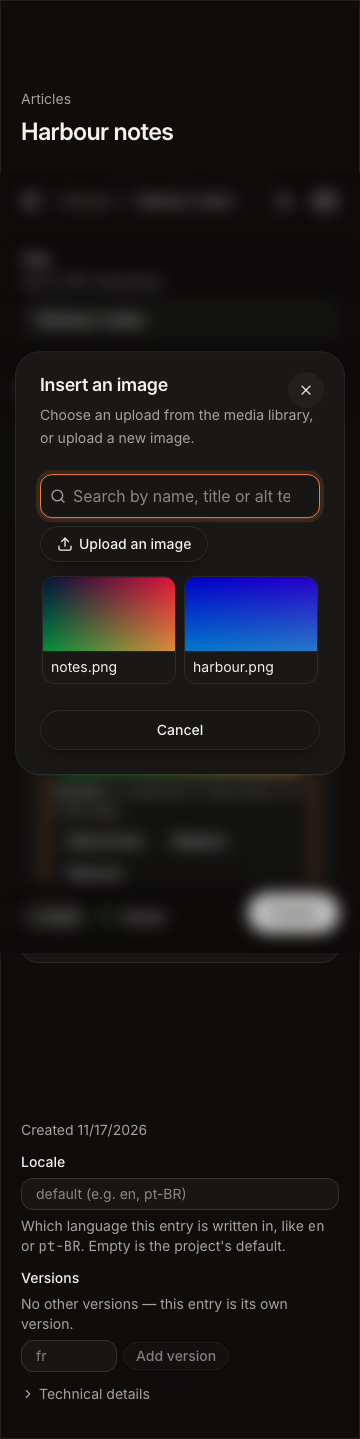 Articles
Harbour notes
Insert an image
Choose an upload from the media library,
or upload a new image.
Search by name, title or alt te
Upload an image
notes.png
harbour.png
Cancel
Created 11/17/2026
Locale
default (e.g. en, pt-BR)
Which language this entry is written in, like en
or pt-BR. Empty is the project's default.
Versions
No other versions — this entry is its own
version.
fr
Add version
Technical details